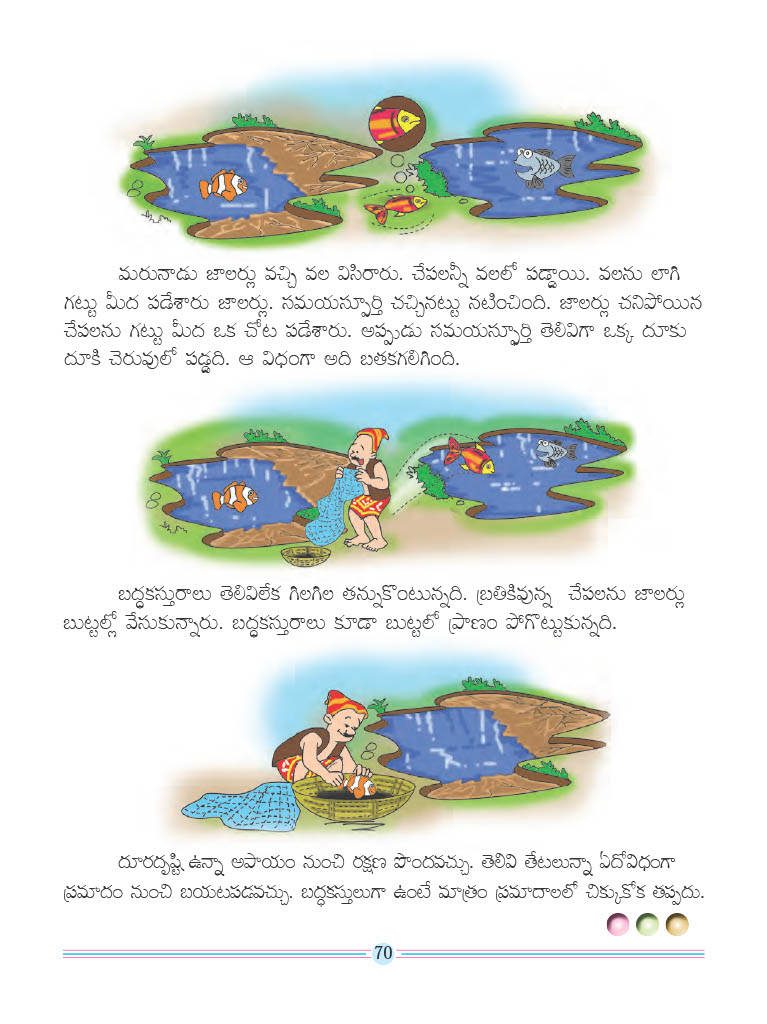 మరునాడు జాలర్లు వచ్చి వల విసిరారు. చేపలన్నీ వలలో పడ్డాయి. వలను లాగి
గట్టు మీద పడేశారు జాలర్లు. సమయస్ఫూర్తి చచ్చినట్టు నటించింది. జాలర్లు చనిపోయిన
చేపలను గట్టు మీద ఒక చోట పడేశారు. అప్పుడు సమయస్ఫూర్తి తెలివిగా ఒక్క దూకు
దూకి చెరువులో పడ్డది. ఆ విధంగా అది బతకగలిగింది.
బద్ధకస్తురాలు తెలివిలేక గిలగిల తన్నుకొంటున్నది. బ్రతికివున్న చేపలను జాలర్లు
బుట్టల్లో వేసుకున్నారు. బద్ధకస్తురాలు కూడా బుట్టలో ప్రాణం పోగొట్టుకున్నది.
దూరదృష్టి ఉన్నా అపాయం నుంచి రక్షణ పొందవచ్చు. తెలివి తేటలున్నా ఏదోవిధంగా
ప్రమాదం నుంచి బయటపడవచ్చు. బద్ధకస్తులుగా ఉంటే మాత్రం ప్రమాదాలలో చిక్కుకోక తప్పదు.
70